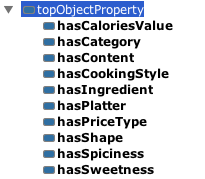 topObjectProperty
hasCaloriesValue
hasCategory
hasContent
hasCookingStyle
hasIngredient
hasPlatter
hasPriceType
hasShape
hasSpiciness
hasSweetness